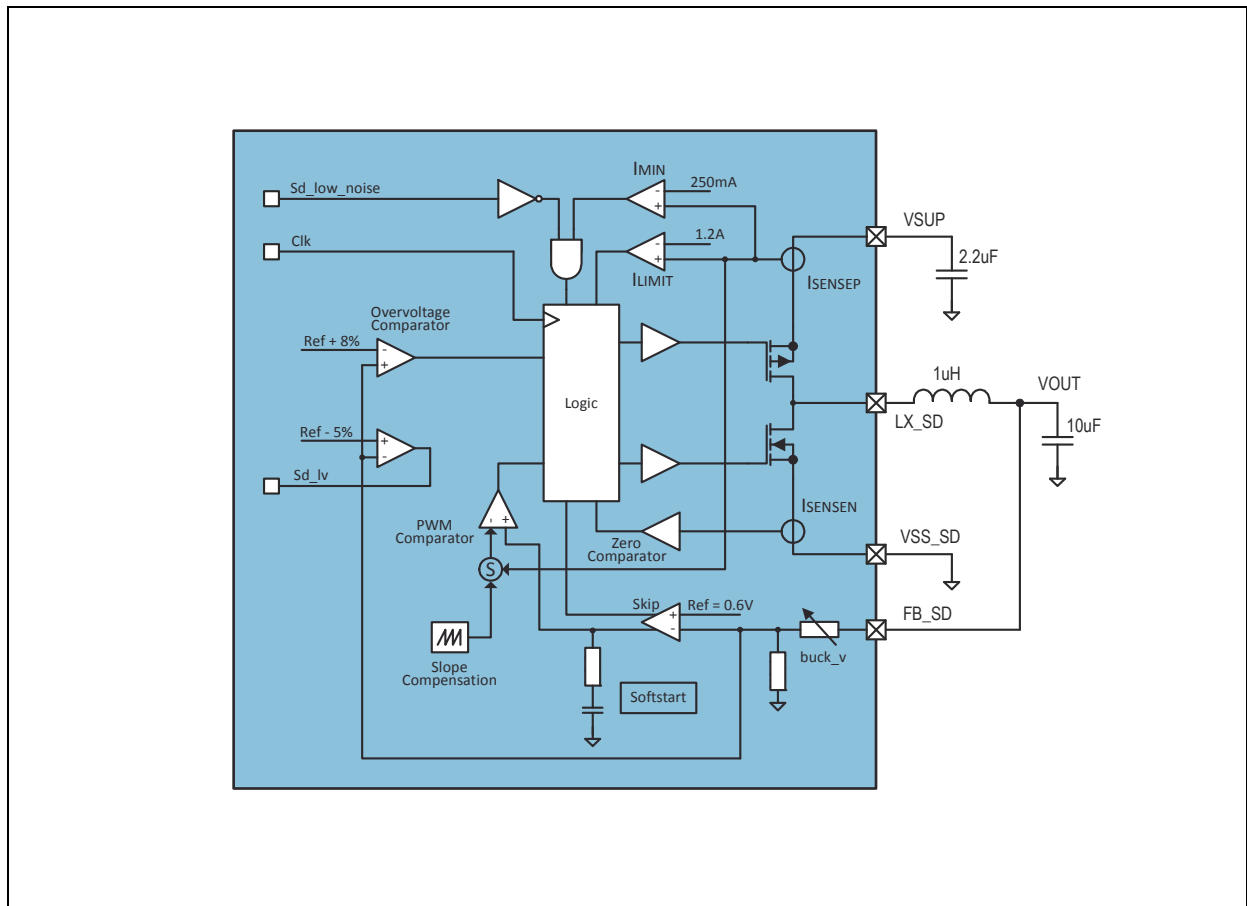 Sd_low_noise
Clk
IMIN
250mA
1.2A
ILIMIT
ISENSEP
VSUP
2.2uF
Overvoltage
Comparator
Ref + 8%
-
+
Ref - 5%
+
-
Sd_lv
Logic
1uH
VOUT
LX_SD
10uF
PWM
Comparator
- +
Zero
Comparator
ISENSEN
VSS_SD
S
Skip
Ref = 0.6V
+
-
FB_SD
buck_v
Slope
Compensation
Softstart